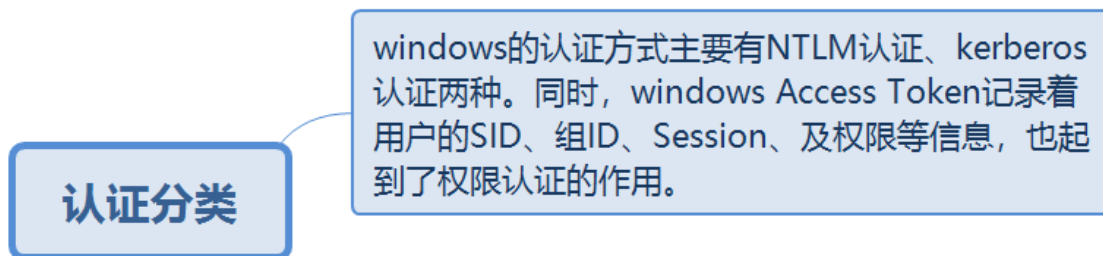 windows的认证方式主要有NTLM认证、kerberos
认证两种。同时，windows Access Token记录着
用户的SID、组ID、Session、及权限等信息，也起
到了权限认证的作用。
认证分类